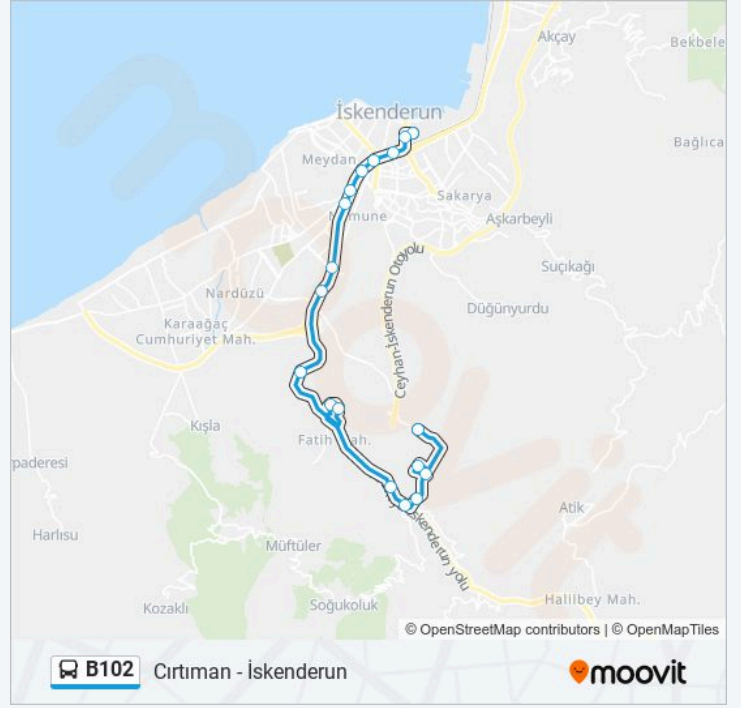 Akçay
Bekbele
İskenderun
Bağlıca
Meydan
Sakarya
Numune
Aşkarbeyli
Ceyhan-İskenderun Otoyolu
Suçıkağı
Nardüzü
Düğünyurdu
Karaağaç
Cumhuriyet Mah.
Kışla
Fatih Mah.
rpaderesi
Atik
Harlısu
İskenderun yolu
Müftüler
Halilbey Mah.
Kozaklı
Soğukoluk
© OpenStreetMap contributors | © OpenMapTiles
B102 Cırtıman - İskenderun
moovit